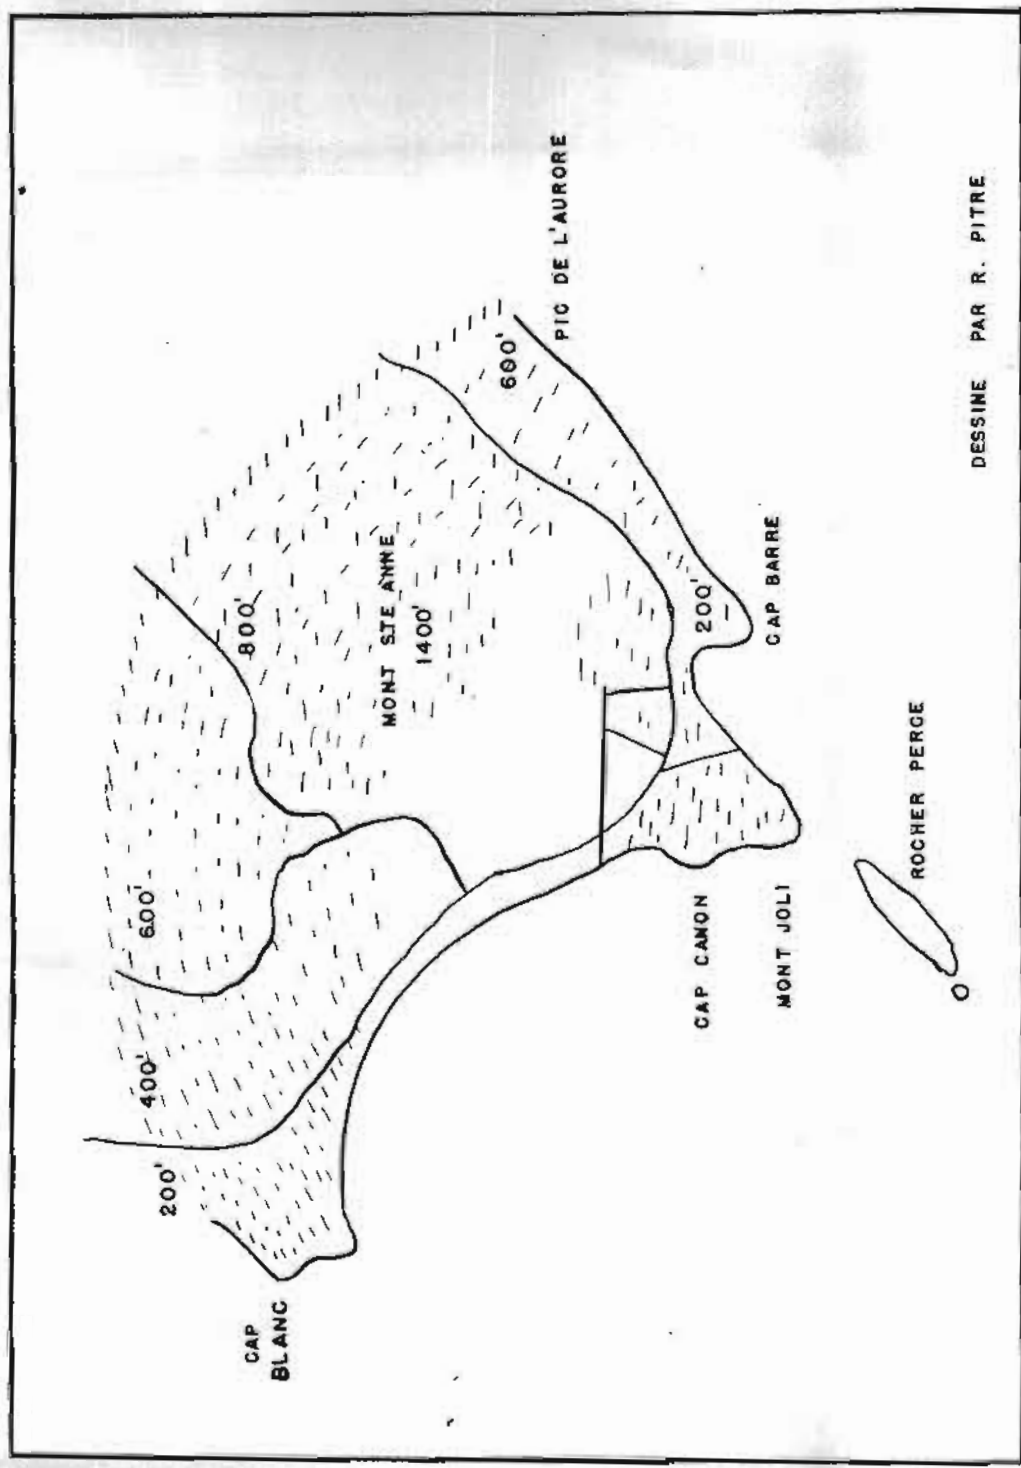 200'
400'
600'
800'
CAP
BLANC
MONT STE ANNE
1400'
600'
PIC DE L'AURORE
CAP CANON
200'
MONT JOLI
CAP BARRE
ROCHER PERCE
DESSINE PAR R. PITRE